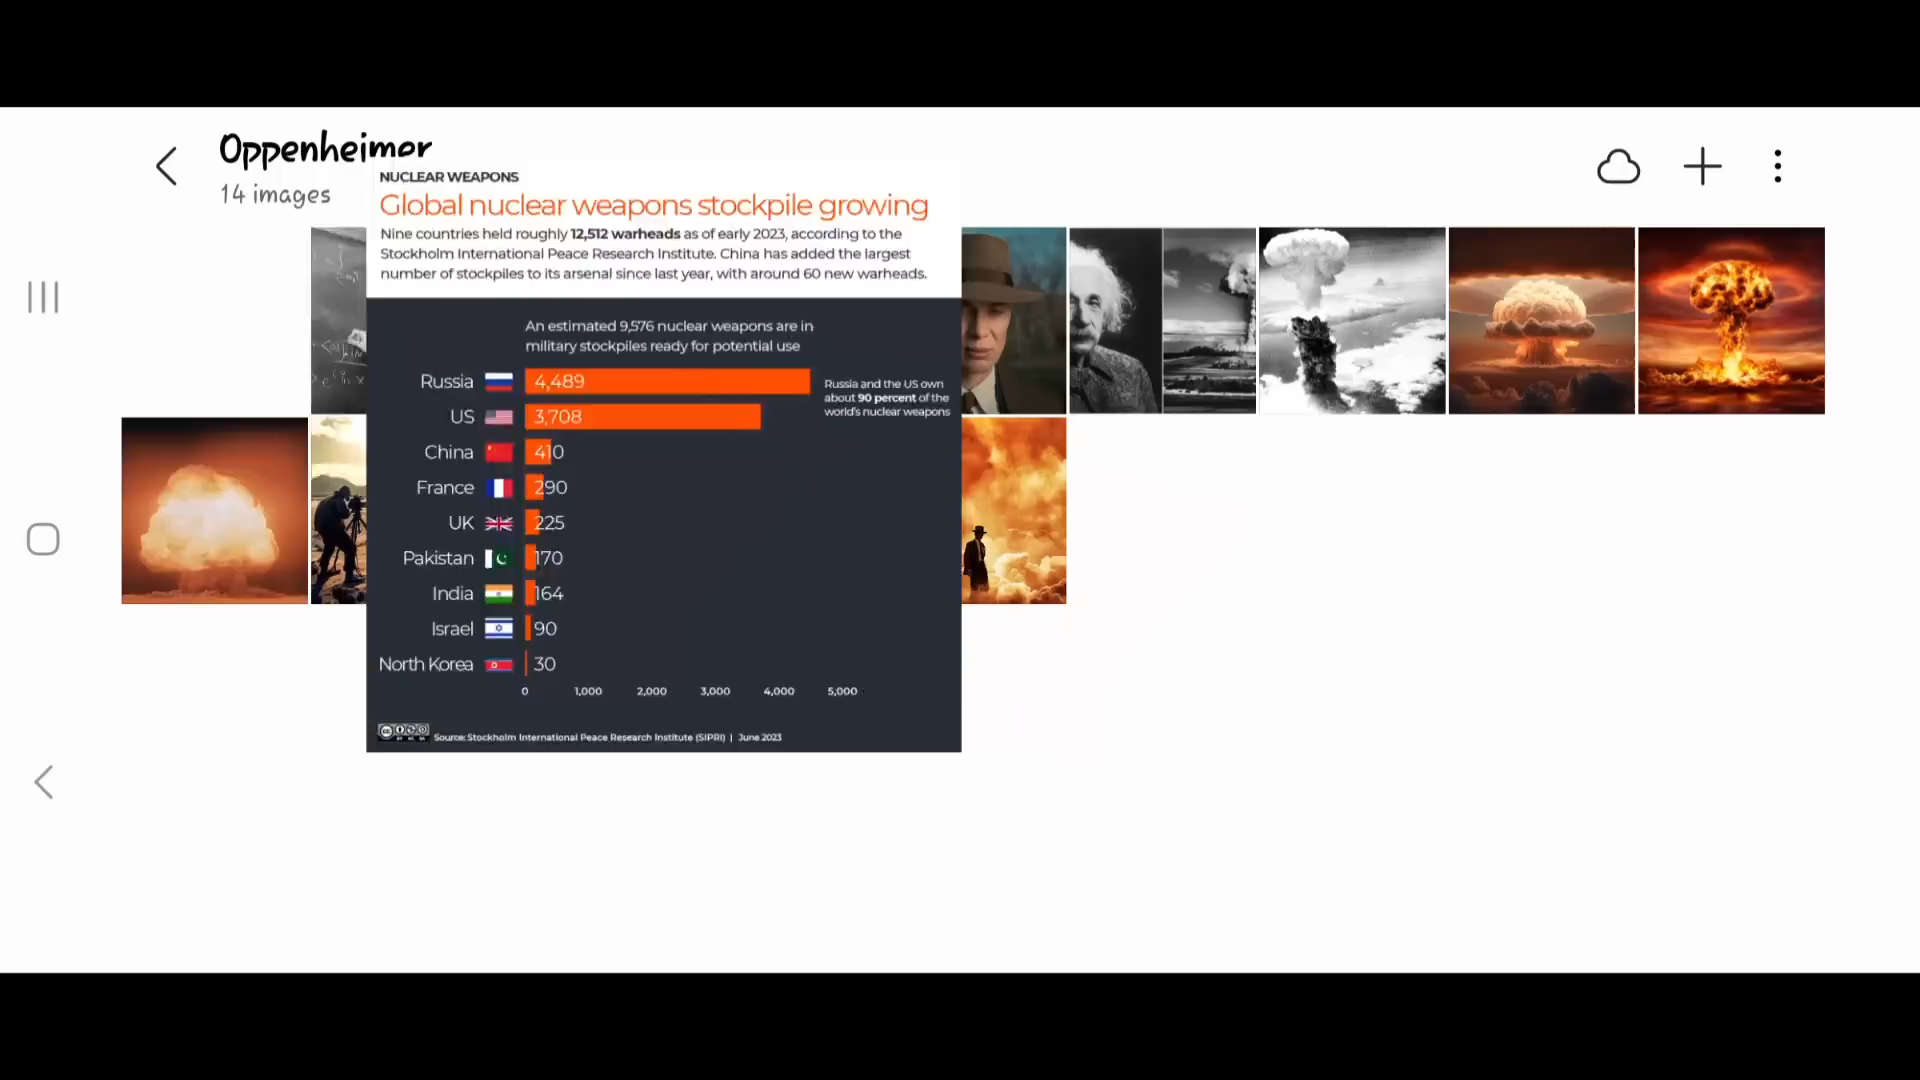 Oppenheimer
14 images
NUCLEAR WEAPONS
Global nuclear weapons stockpile growing
Nine countries held roughly 12,512 warheads as of early 2023, according to the
Stockholm International Peace Research Institute. China has added the largest
number of stockpiles to its arsenal since last year, with around 60 new warheads.
An estimated 9,576 nuclear weapons are in
military stockpiles ready for potential use
Russia 4,489
US 3,708
Russia and the US own
about 90 percent of the
world's nuclear weapons
China 410
France 290
UK 225
Pakistan 170
India 164
Israel 90
North Korea 30
0 1,000 2,000 3,000 4,000 5,000
Source: Stockholm International Peace Research Institute (SIPRI) | June 2023